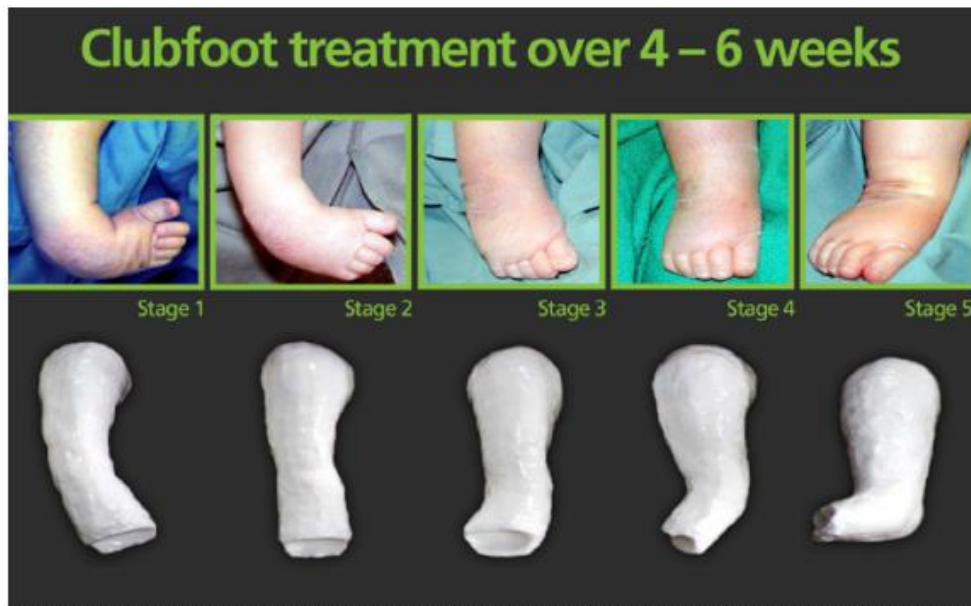 Clubfoot treatment over 4 – 6 weeks
Stage 1
Stage 2
Stage 3
Stage 4
Stage 5